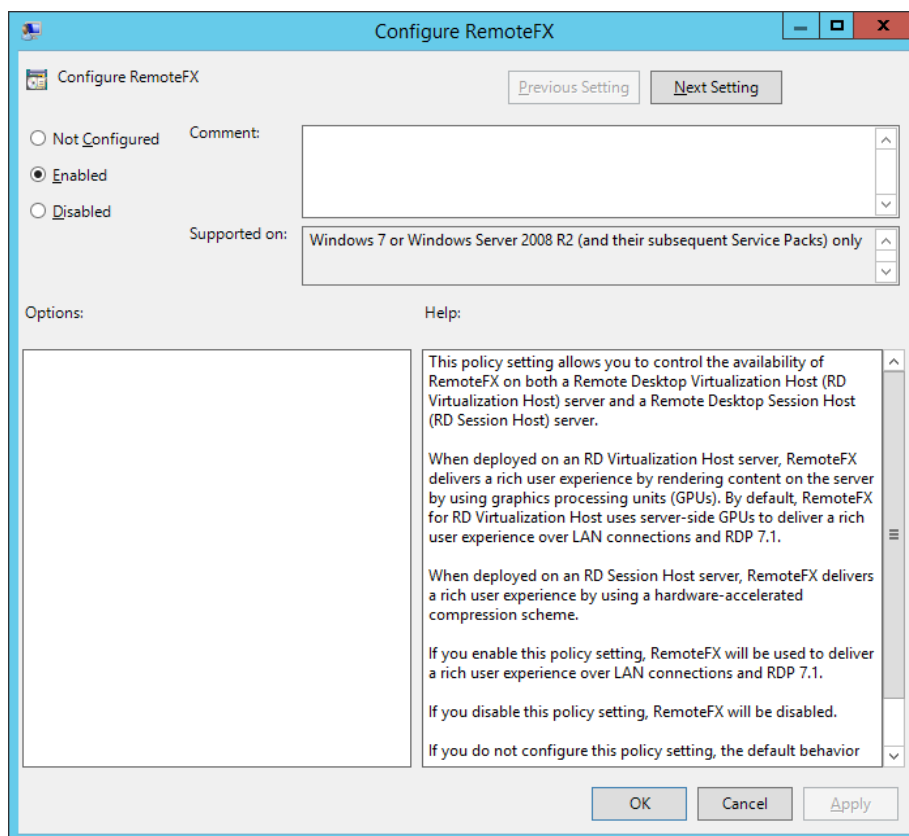 Configure RemoteFX
Configure RemoteFX
Previous Setting
Next Setting
Not Configured
Comment:
Enabled
Disabled
Supported on:
Windows 7 or Windows Server 2008 R2 (and their subsequent Service Packs) only
Options:
Help:
This policy setting allows you to control the availability of
RemoteFX on both a Remote Desktop Virtualization Host (RD
Virtualization Host) server and a Remote Desktop Session Host
(RD Session Host) server.
When deployed on an RD Virtualization Host server, RemoteFX
delivers a rich user experience by rendering content on the server
by using graphics processing units (GPUs). By default, RemoteFX
for RD Virtualization Host uses server-side GPUs to deliver a rich
user experience over LAN connections and RDP 7.1.
When deployed on an RD Session Host server, RemoteFX delivers
a rich user experience by using a hardware-accelerated
compression scheme.
If you enable this policy setting, RemoteFX will be used to deliver
a rich user experience over LAN connections and RDP 7.1.
If you disable this policy setting, RemoteFX will be disabled.
If you do not configure this policy setting, the default behavior
OK
Cancel
Apply